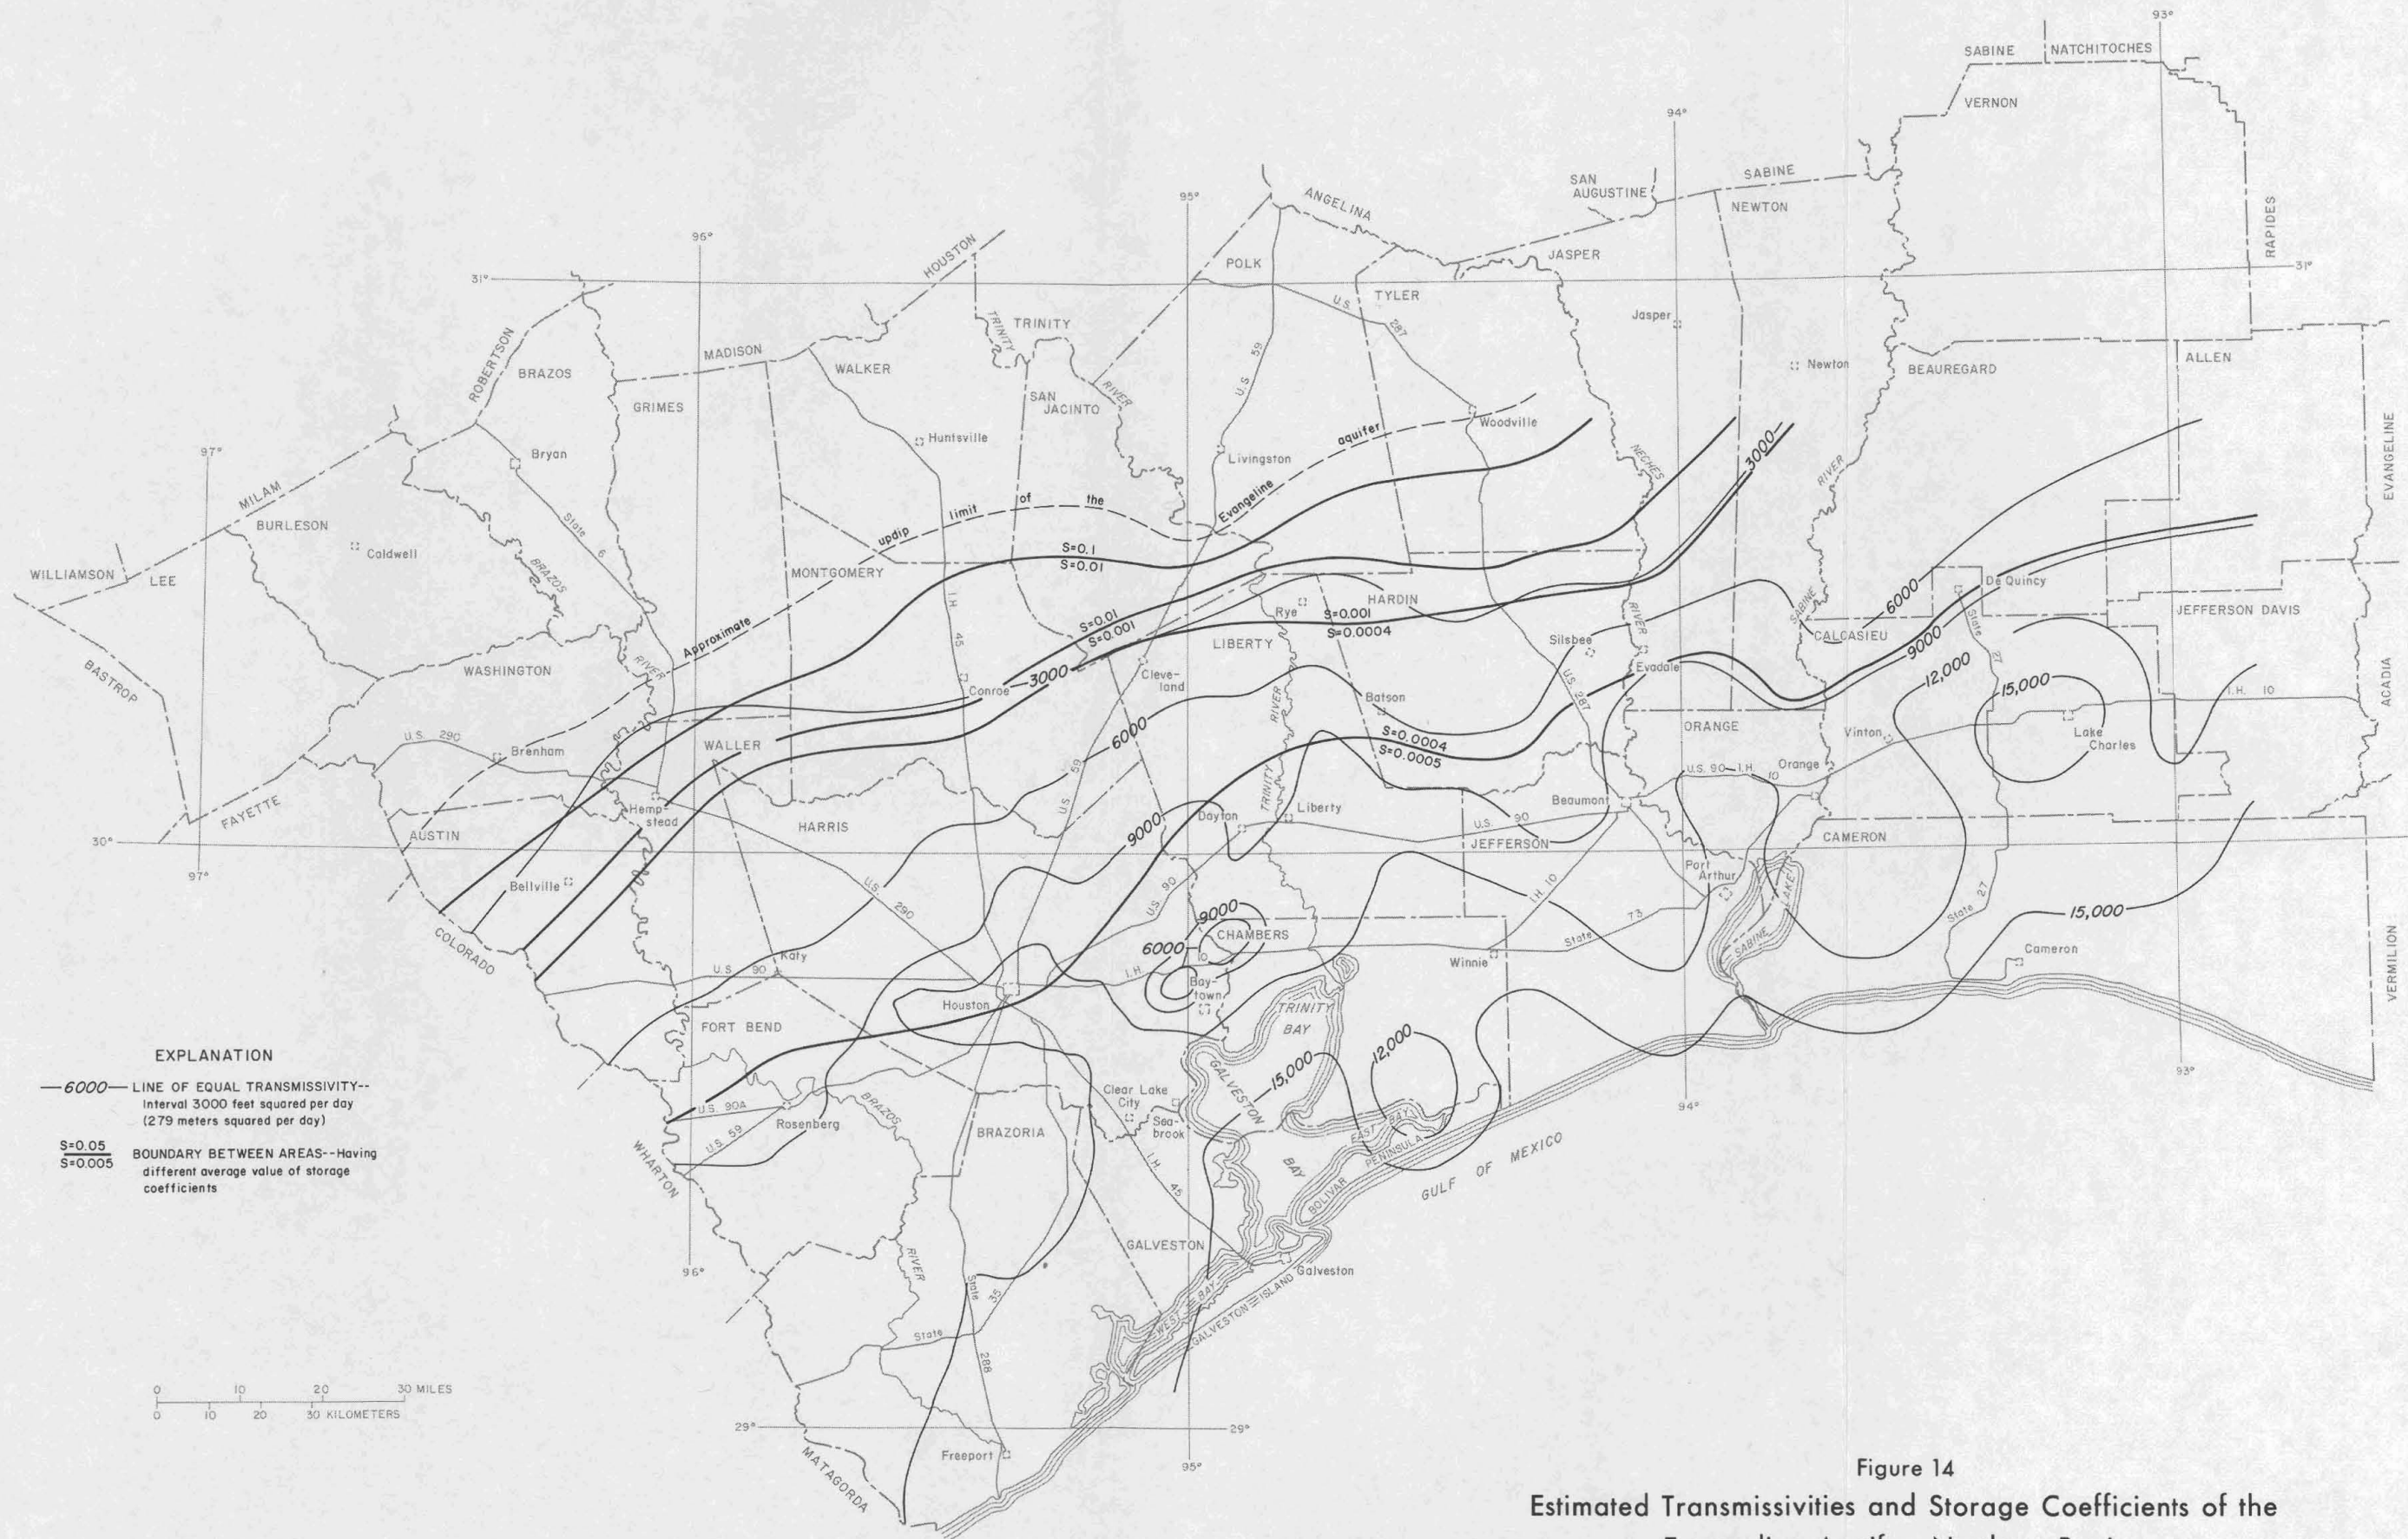 93°
SABINE
NATCHITOCHES
VERNON
94°
SABINE
SAN
AUGUSTINE
NEWTON
RAPIDES
95°
ANGELINA
96°
HOUSTON
POLK
JASPER
31°
31°
TYLER
U.S.
287
Jasper
TRINITY
TRINITY
RIVER
MADISON
WALKER
ROBERTSON
BRAZOS
GRIMES
SAN
JACINTO
U.S. 59
Newton
BEAUREGARD
ALLEN
EVANGELINE
Huntsville
Woodville
aquifer
Livingston
NECHES
3000
RIVER
97°
Bryan
MILAM
BURLESON
State 6
Caldwell
BRAZOS
updip
limit
of
the
Evangeline
S=0.1
S=0.01
WILLIAMSON
LEE
MONTGOMERY
I.H.
45
HARDIN
Rye
S=0.01
S=0.001
S=0.001
S=0.0004
RIVER
SABINE
6000
De Quincy
JEFFERSON DAVIS
Approximate
LIBERTY
Silsbee
CALCASIEU
9000
State
27
BASTROP
WASHINGTON
RIVER
Conroe
3000
Cleve-
land
Evadale
12,000
15,000
I.H. 10
ACADIA
Batson
U.S. 287
RIVER
6000
ORANGE
Vinton
Lake
Charles
U.S. 290
Brenham
WALLER
S=0.0004
S=0.0005
U.S. 59
TRINITY
U.S. 90—I.H. 10
Orange
FAYETTE
Hemp-
stead
HARRIS
9000
Dayton
Liberty
Beaumont
U.S. 90
JEFFERSON
CAMERON
30°
AUSTIN
97°
Bellville
U.S. 290
U.S. 90
Port
Arthur
LAKE
SABINE
I.H. 10
State 73
State 27
15,000
9000
CHAMBERS
6000
10
COLORADO
Katy
U.S. 90
I.H.
Bay-
town
Winnie
Cameron
VERMILION
Houston
TRINITY
BAY
FORT BEND
12,000
15,000
GALVESTON
BAY
U.S. 90A
Rosenberg
U.S. 59
BRAZOS
RIVER
BRAZORIA
Clear Lake
City
Sea-
brook
EAST BAY
PENINSULA
BOLIVAR
I.H. 45
94°
93°
GULF OF MEXICO
WHARTON
GALVESTON
Galveston
96°
State
35
State
288
WEST BAY
GALVESTON ISLAND
29°
29°
Freeport
95°
MATAGORDA
EXPLANATION
—6000— LINE OF EQUAL TRANSMISSIVITY--
Interval 3000 feet squared per day
(279 meters squared per day)
S=0.05
S=0.005
BOUNDARY BETWEEN AREAS--Having
different average value of storage
coefficients
0 10 20 30 MILES
0 10 20 30 KILOMETERS
Figure 14
Estimated Transmissivities and Storage Coefficients of the